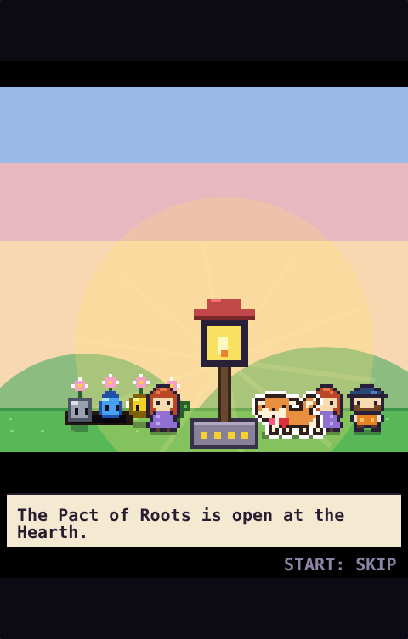 The Pact of Roots is open at the
Hearth.
START: SKIP